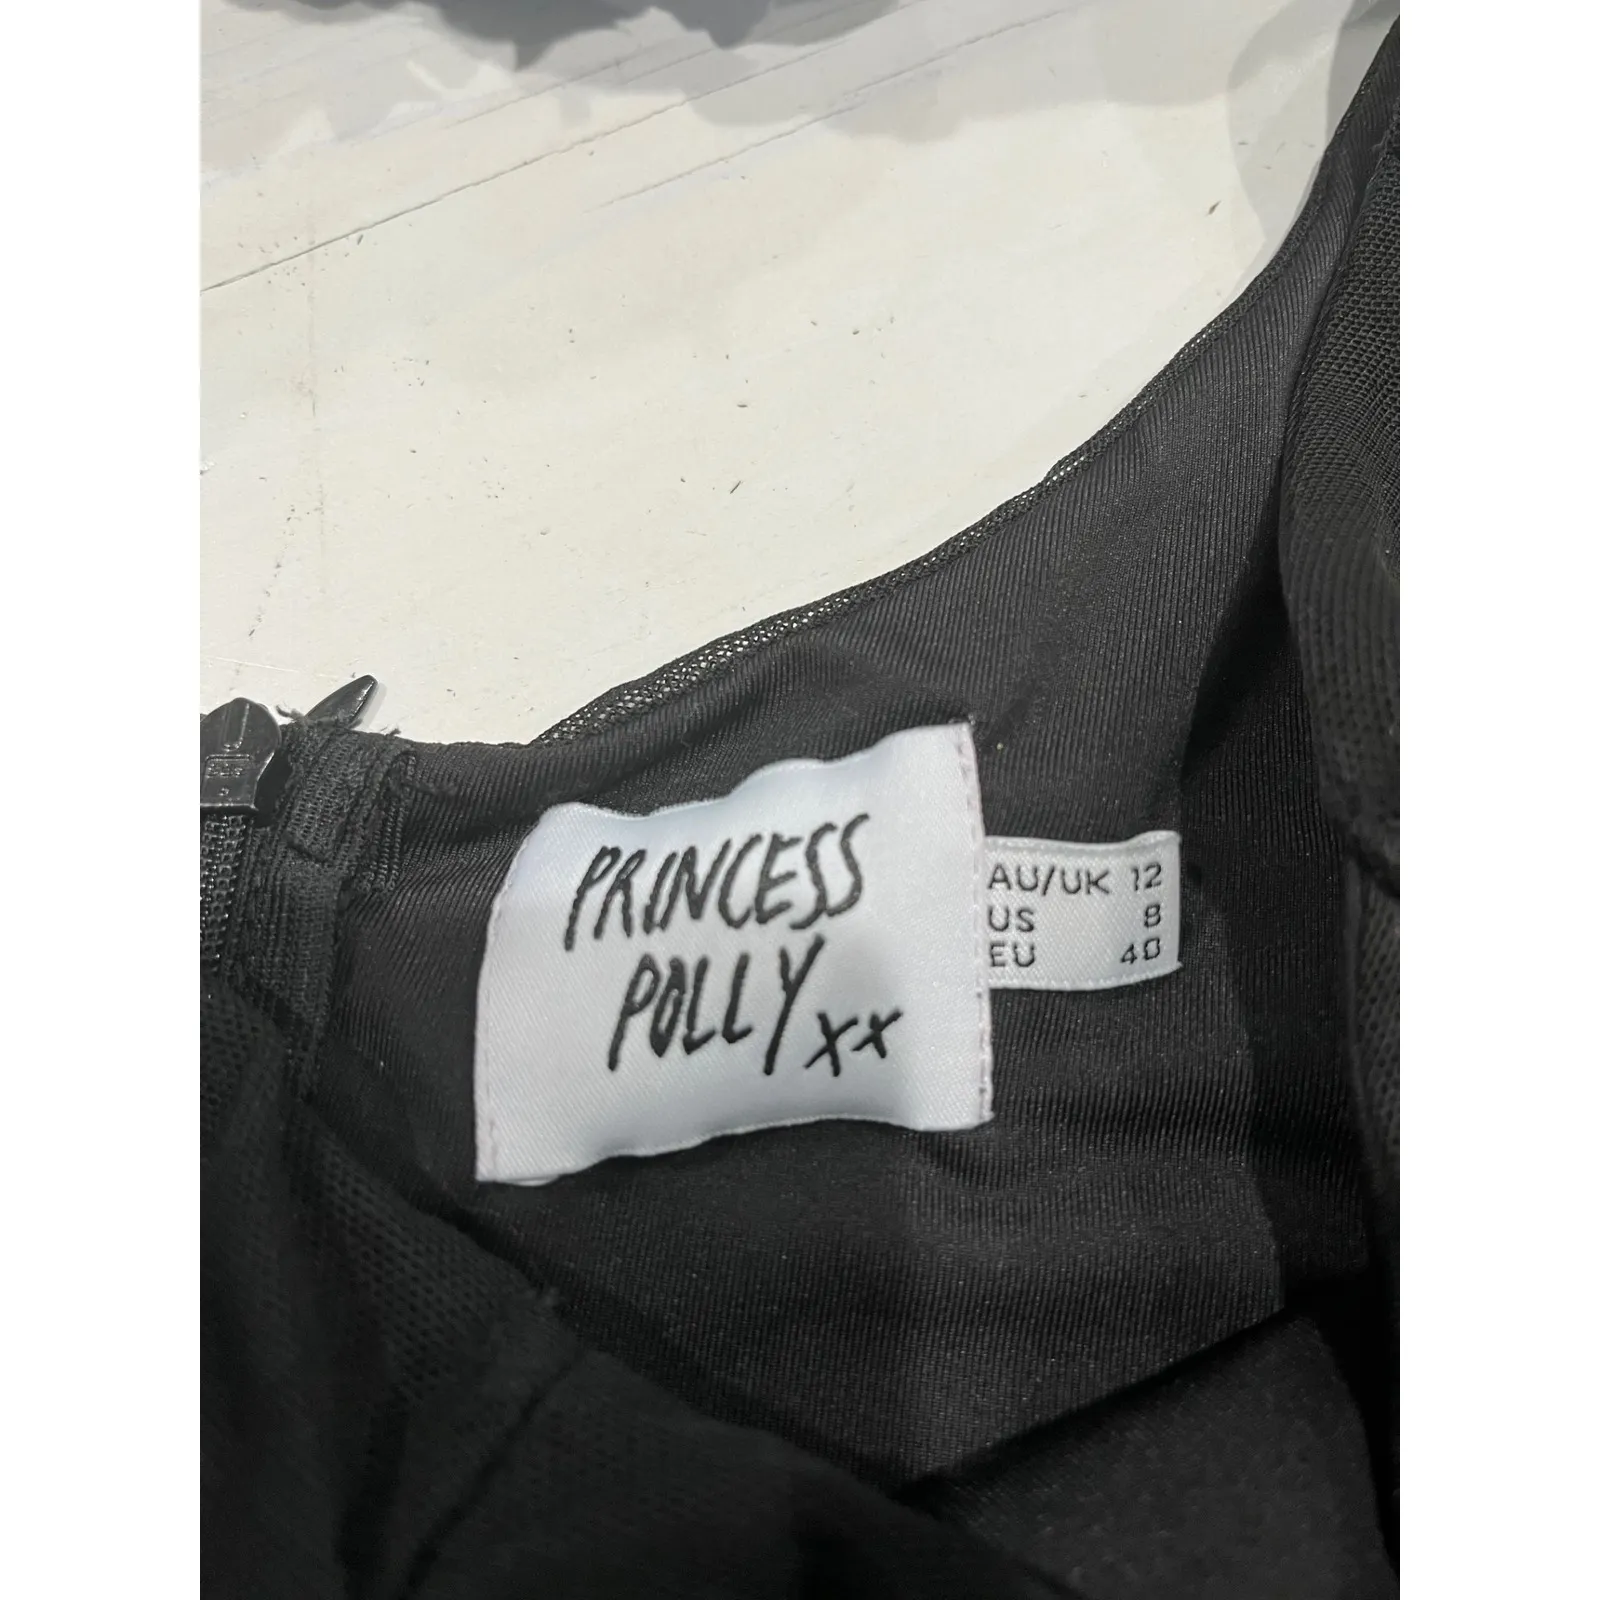 PRINCESS
POLLY xx
AU/UK 12
US 8
EU 40